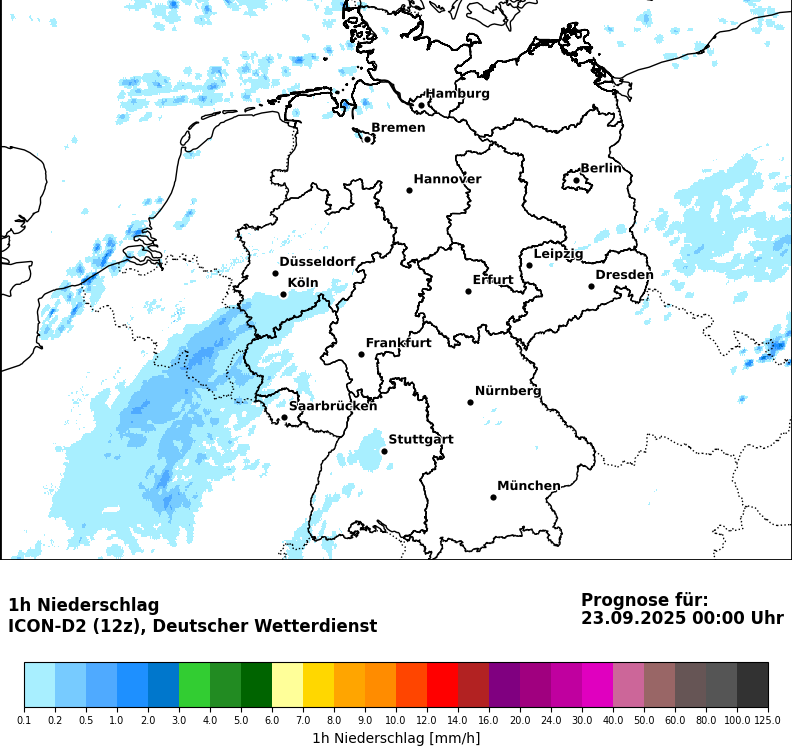 Hamburg
Bremen
Berlin
Hannover
Leipzig
Düsseldorf
Dresden
Köln
Erfurt
Frankfurt
Nürnberg
Saarbrücken
Stuttgart
München
1h Niederschlag
ICON-D2 (12z), Deutscher Wetterdienst
Prognose für:
23.09.2025 00:00 Uhr
0.1 0.2 0.5 1.0 2.0 3.0 4.0 5.0 6.0 7.0 8.0 9.0 10.0 12.0 14.0 16.0 20.0 24.0 30.0 40.0 50.0 60.0 80.0 100.0 125.0
1h Niederschlag [mm/h]